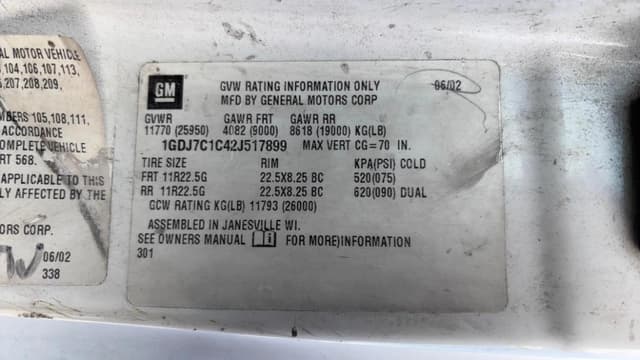 AL MOTOR VEHICLE
104,106,107,113,
207,208,209,
MBERS 105,108,111,
ACCORDANCE
OMPLETE VEHICLE
RT 568.
APPLICABLE TO THIS
LY AFFECTED BY THE
ORS CORP.
06/02
338
GM
GVW RATING INFORMATION ONLY 06/02
MFD BY GENERAL MOTORS CORP
GVWR GAWR FRT GAWR RR
11770 (25950) 4082 (9000) 8618 (19000) KG(LB)
1GDJ7C1C42J517899 MAX VERT CG=70 IN.
TIRE SIZE RIM KPA(PSI) COLD
FRT 11R22.5G 22.5X8.25 BC 520(075)
RR 11R22.5G 22.5X8.25 BC 620(090) DUAL
GCW RATING KG(LB) 11793 (26000)
ASSEMBLED IN JANESVILLE WI.
SEE OWNERS MANUAL i FOR MORE)INFORMATION
301